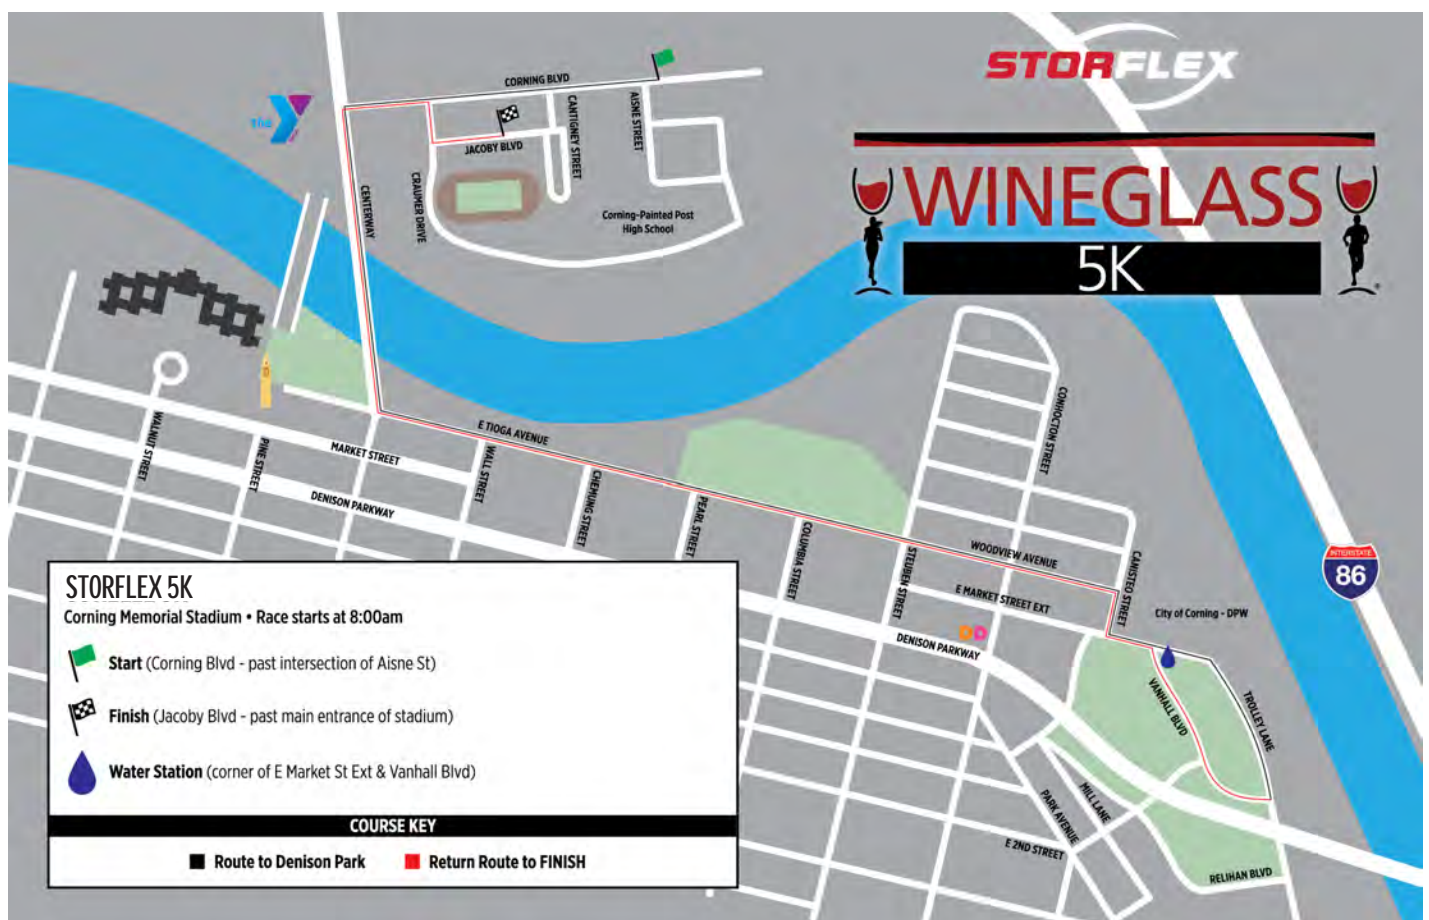 STORFLEX
WINEGLASS
5K
®
the
CORNING BLVD
JACOBY BLVD
CANTIGNEY STREET
AISNE STREET
CRAUMER DRIVE
CENTERWAY
Corning-Painted Post
High School
WALNUT STREET
PINE STREET
MARKET STREET
DENISON PARKWAY
E TIOGA AVENUE
WALL STREET
CHEMUNG STREET
PEARL STREET
COLUMBIA STREET
STEUBEN STREET
CONHOCTON STREET
WOODVIEW AVENUE
E MARKET STREET EXT
CANISTEO STREET
INTERSTATE
86
City of Corning - DPW
DENISON PARKWAY
VANHALL BLVD
TROLLEY LANE
MILL LANE
PARK AVENUE
E 2ND STREET
RELIHAN BLVD
STORFLEX 5K
Corning Memorial Stadium • Race starts at 8:00am
Start (Corning Blvd - past intersection of Aisne St)
Finish (Jacoby Blvd - past main entrance of stadium)
Water Station (corner of E Market St Ext & Vanhall Blvd)
COURSE KEY
Route to Denison Park
Return Route to FINISH